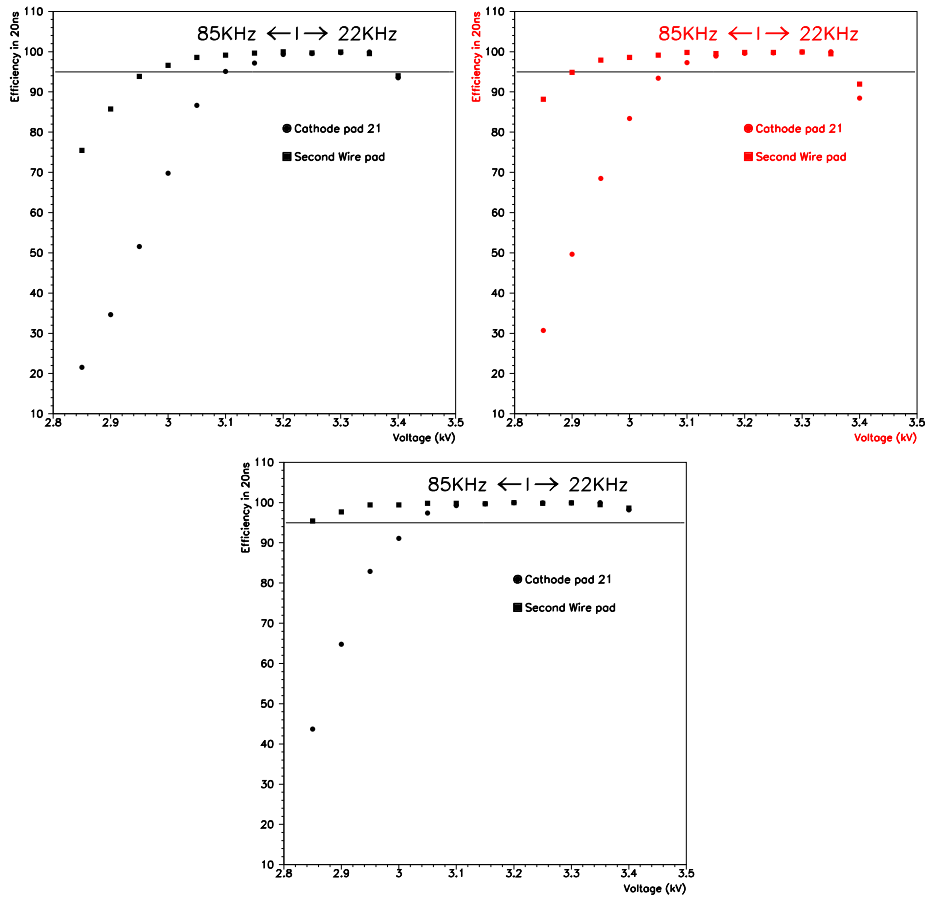 Efficiency in 20ns
110
100
90
80
70
60
50
40
30
20
10
85KHz ←I→ 22KHz
Cathode pad 21
Second Wire pad
2.8 2.9 3 3.1 3.2 3.3 3.4 3.5
Voltage (kV)
Efficiency in 20ns
110
100
90
80
70
60
50
40
30
20
10
85KHz ←I→ 22KHz
Cathode pad 21
Second Wire pad
2.8 2.9 3 3.1 3.2 3.3 3.4 3.5
Voltage (kV)
Efficiency in 20ns
110
100
90
80
70
60
50
40
30
20
10
85KHz ←I→ 22KHz
Cathode pad 21
Second Wire pad
2.8 2.9 3 3.1 3.2 3.3 3.4 3.5
Voltage (kV)